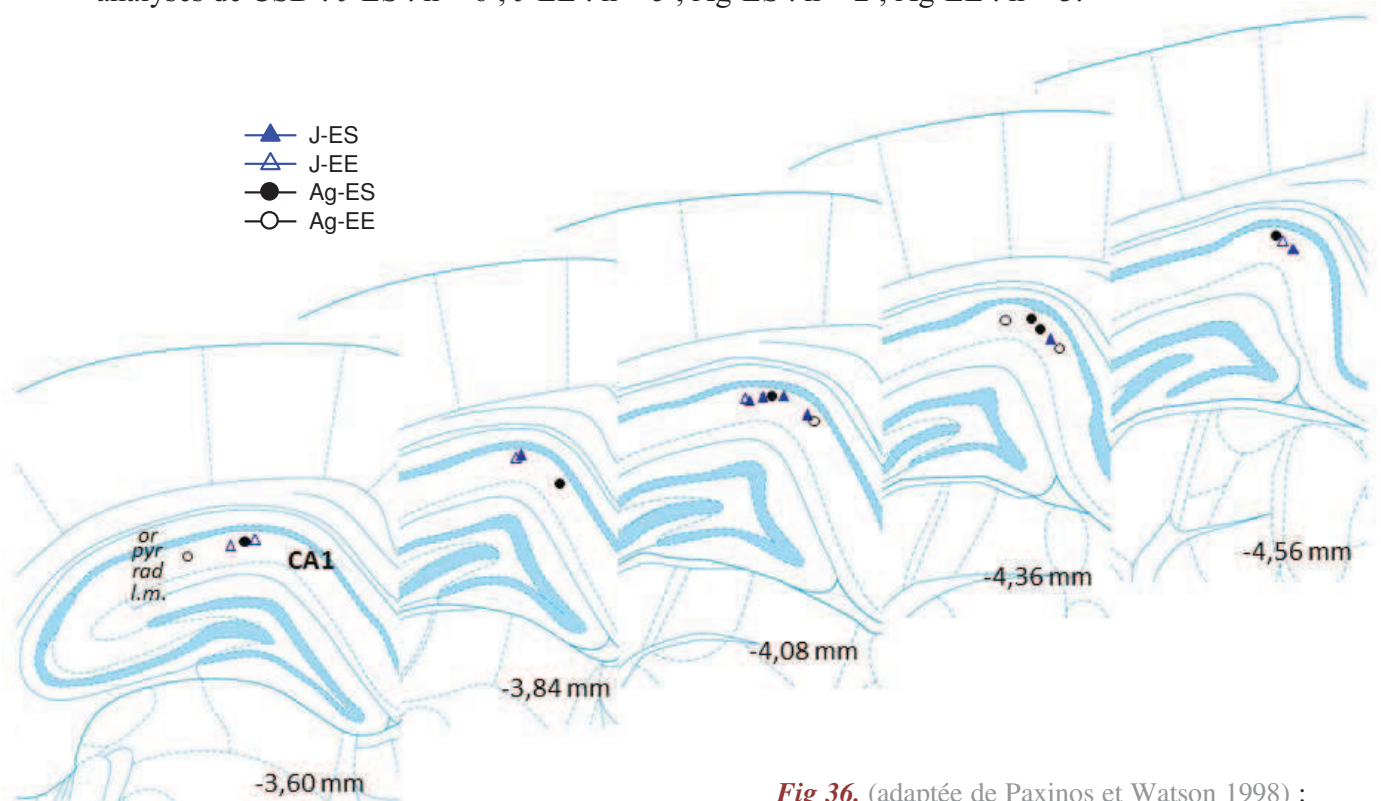 J-ES
J-EE
Ag-ES
Ag-EE
or
pyr
rad
l.m.
CA1
-3,60 mm
-3,84 mm
-4,08 mm
-4,36 mm
-4,56 mm
Fig 36. (adaptée de Paxinos et Watson 1998) :